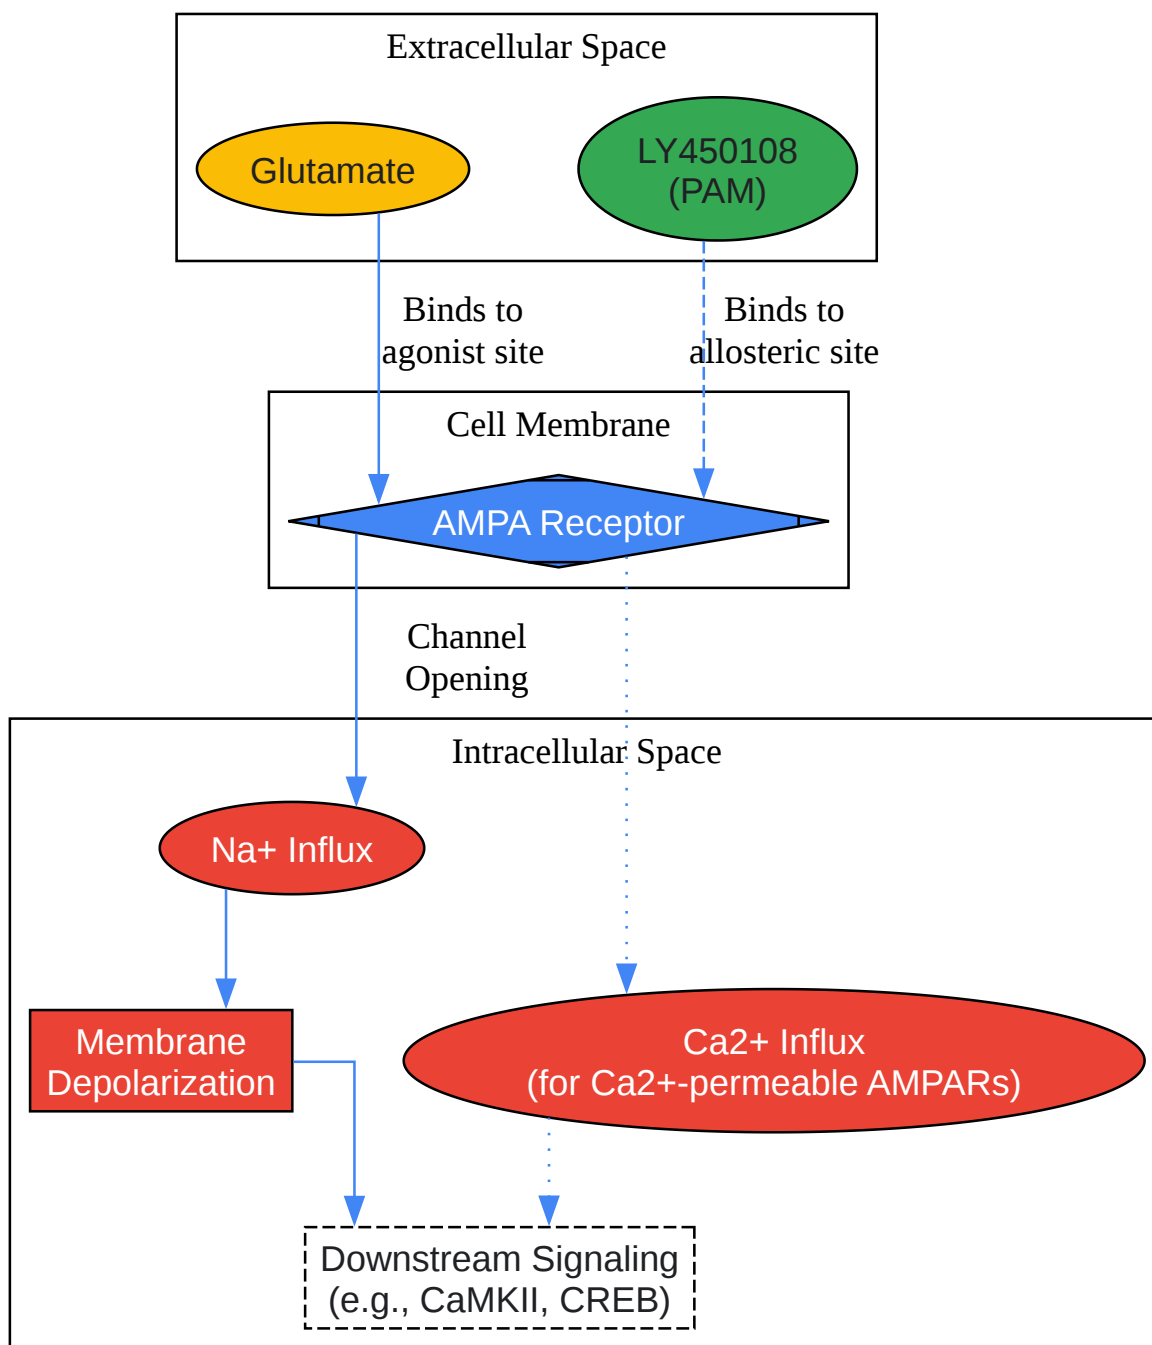 Extracellular Space
Glutamate
LY450108
(PAM)
Binds to
agonist site
Binds to
allosteric site
Cell Membrane
AMPA Receptor
Channel
Opening
Intracellular Space
Na+ Influx
Membrane
Depolarization
Ca2+ Influx
(for Ca2+-permeable AMPARs)
Downstream Signaling
(e.g., CaMKII, CREB)